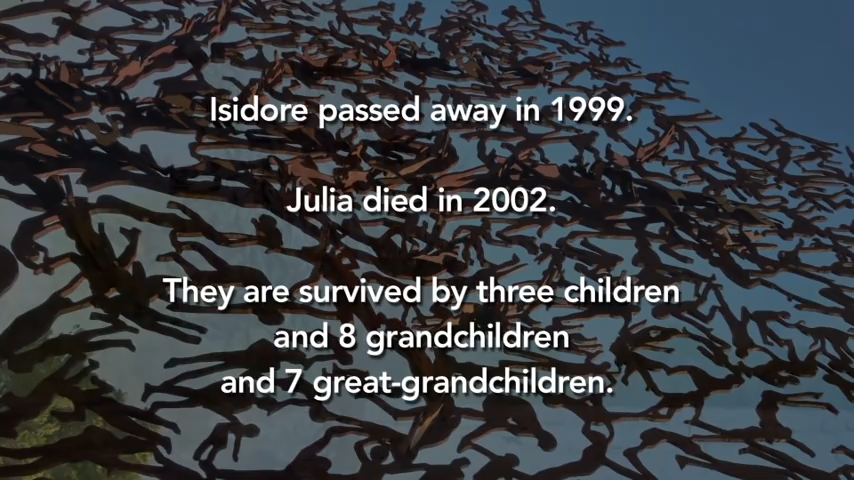 Isidore passed away in 1999.
Julia died in 2002.
They are survived by three children
and 8 grandchildren
and 7 great-grandchildren.